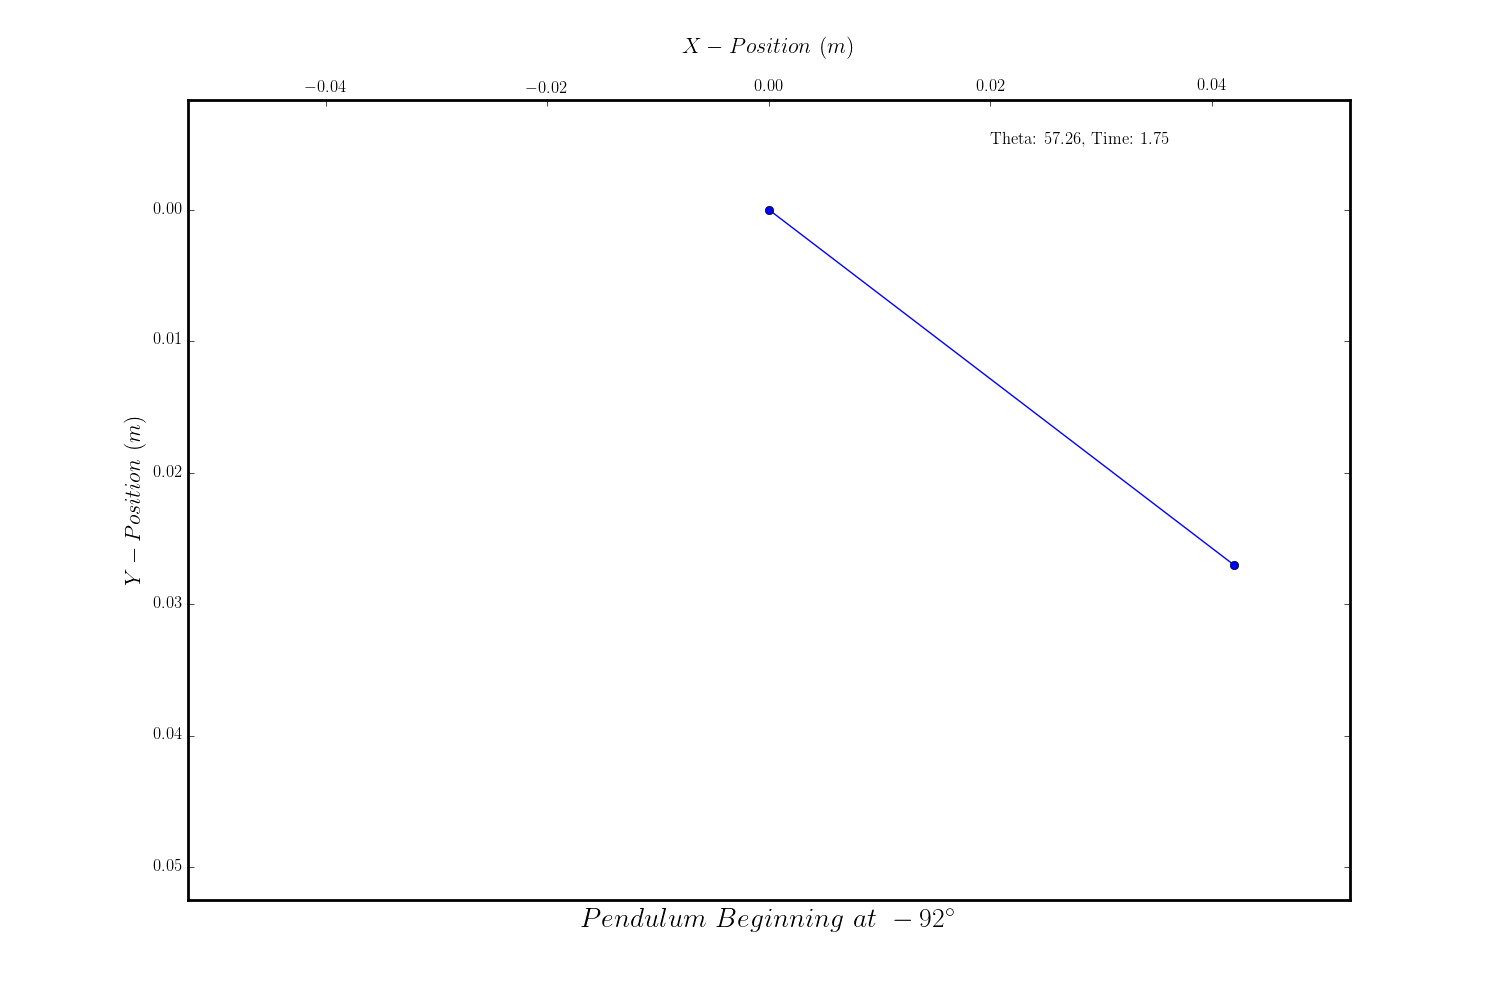 X − Position (m)
−0.04 −0.02 0.00 0.02 0.04
Theta: 57.26, Time: 1.75
0.00
0.01
0.02
0.03
0.04
0.05
Y − Position (m)
Pendulum Beginning at − 92°